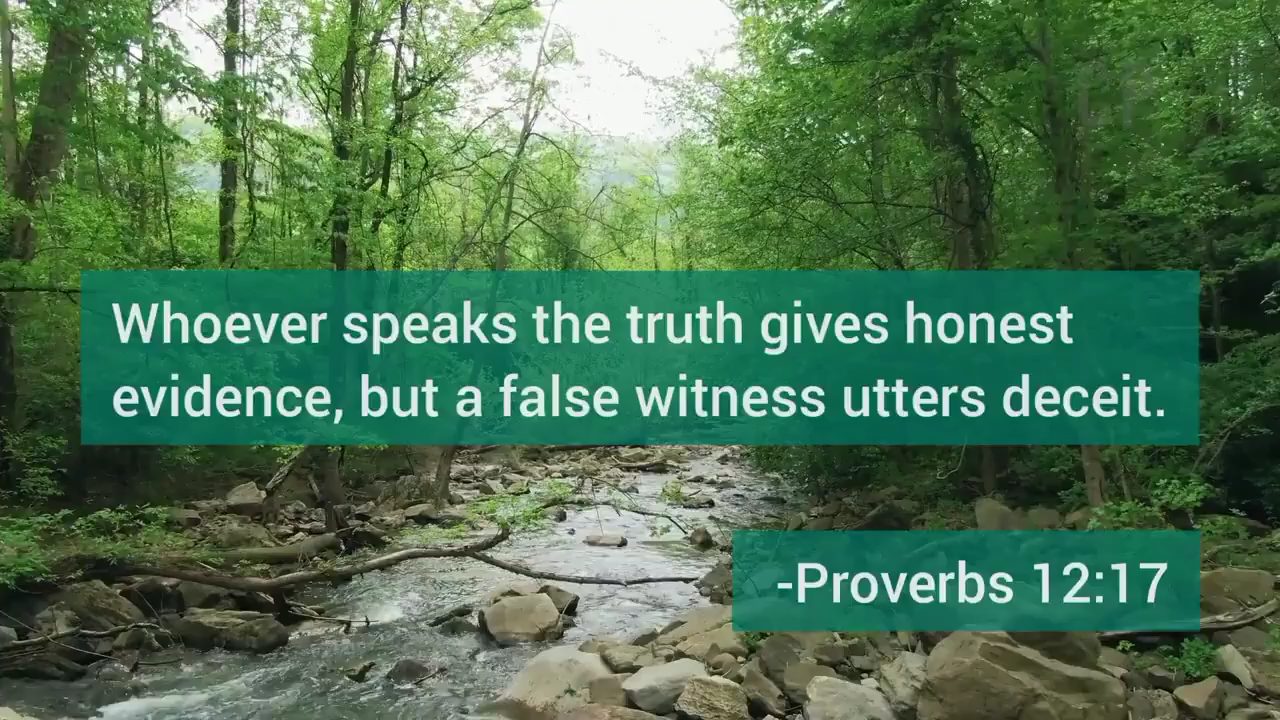 Whoever speaks the truth gives honest
evidence, but a false witness utters deceit.
-Proverbs 12:17